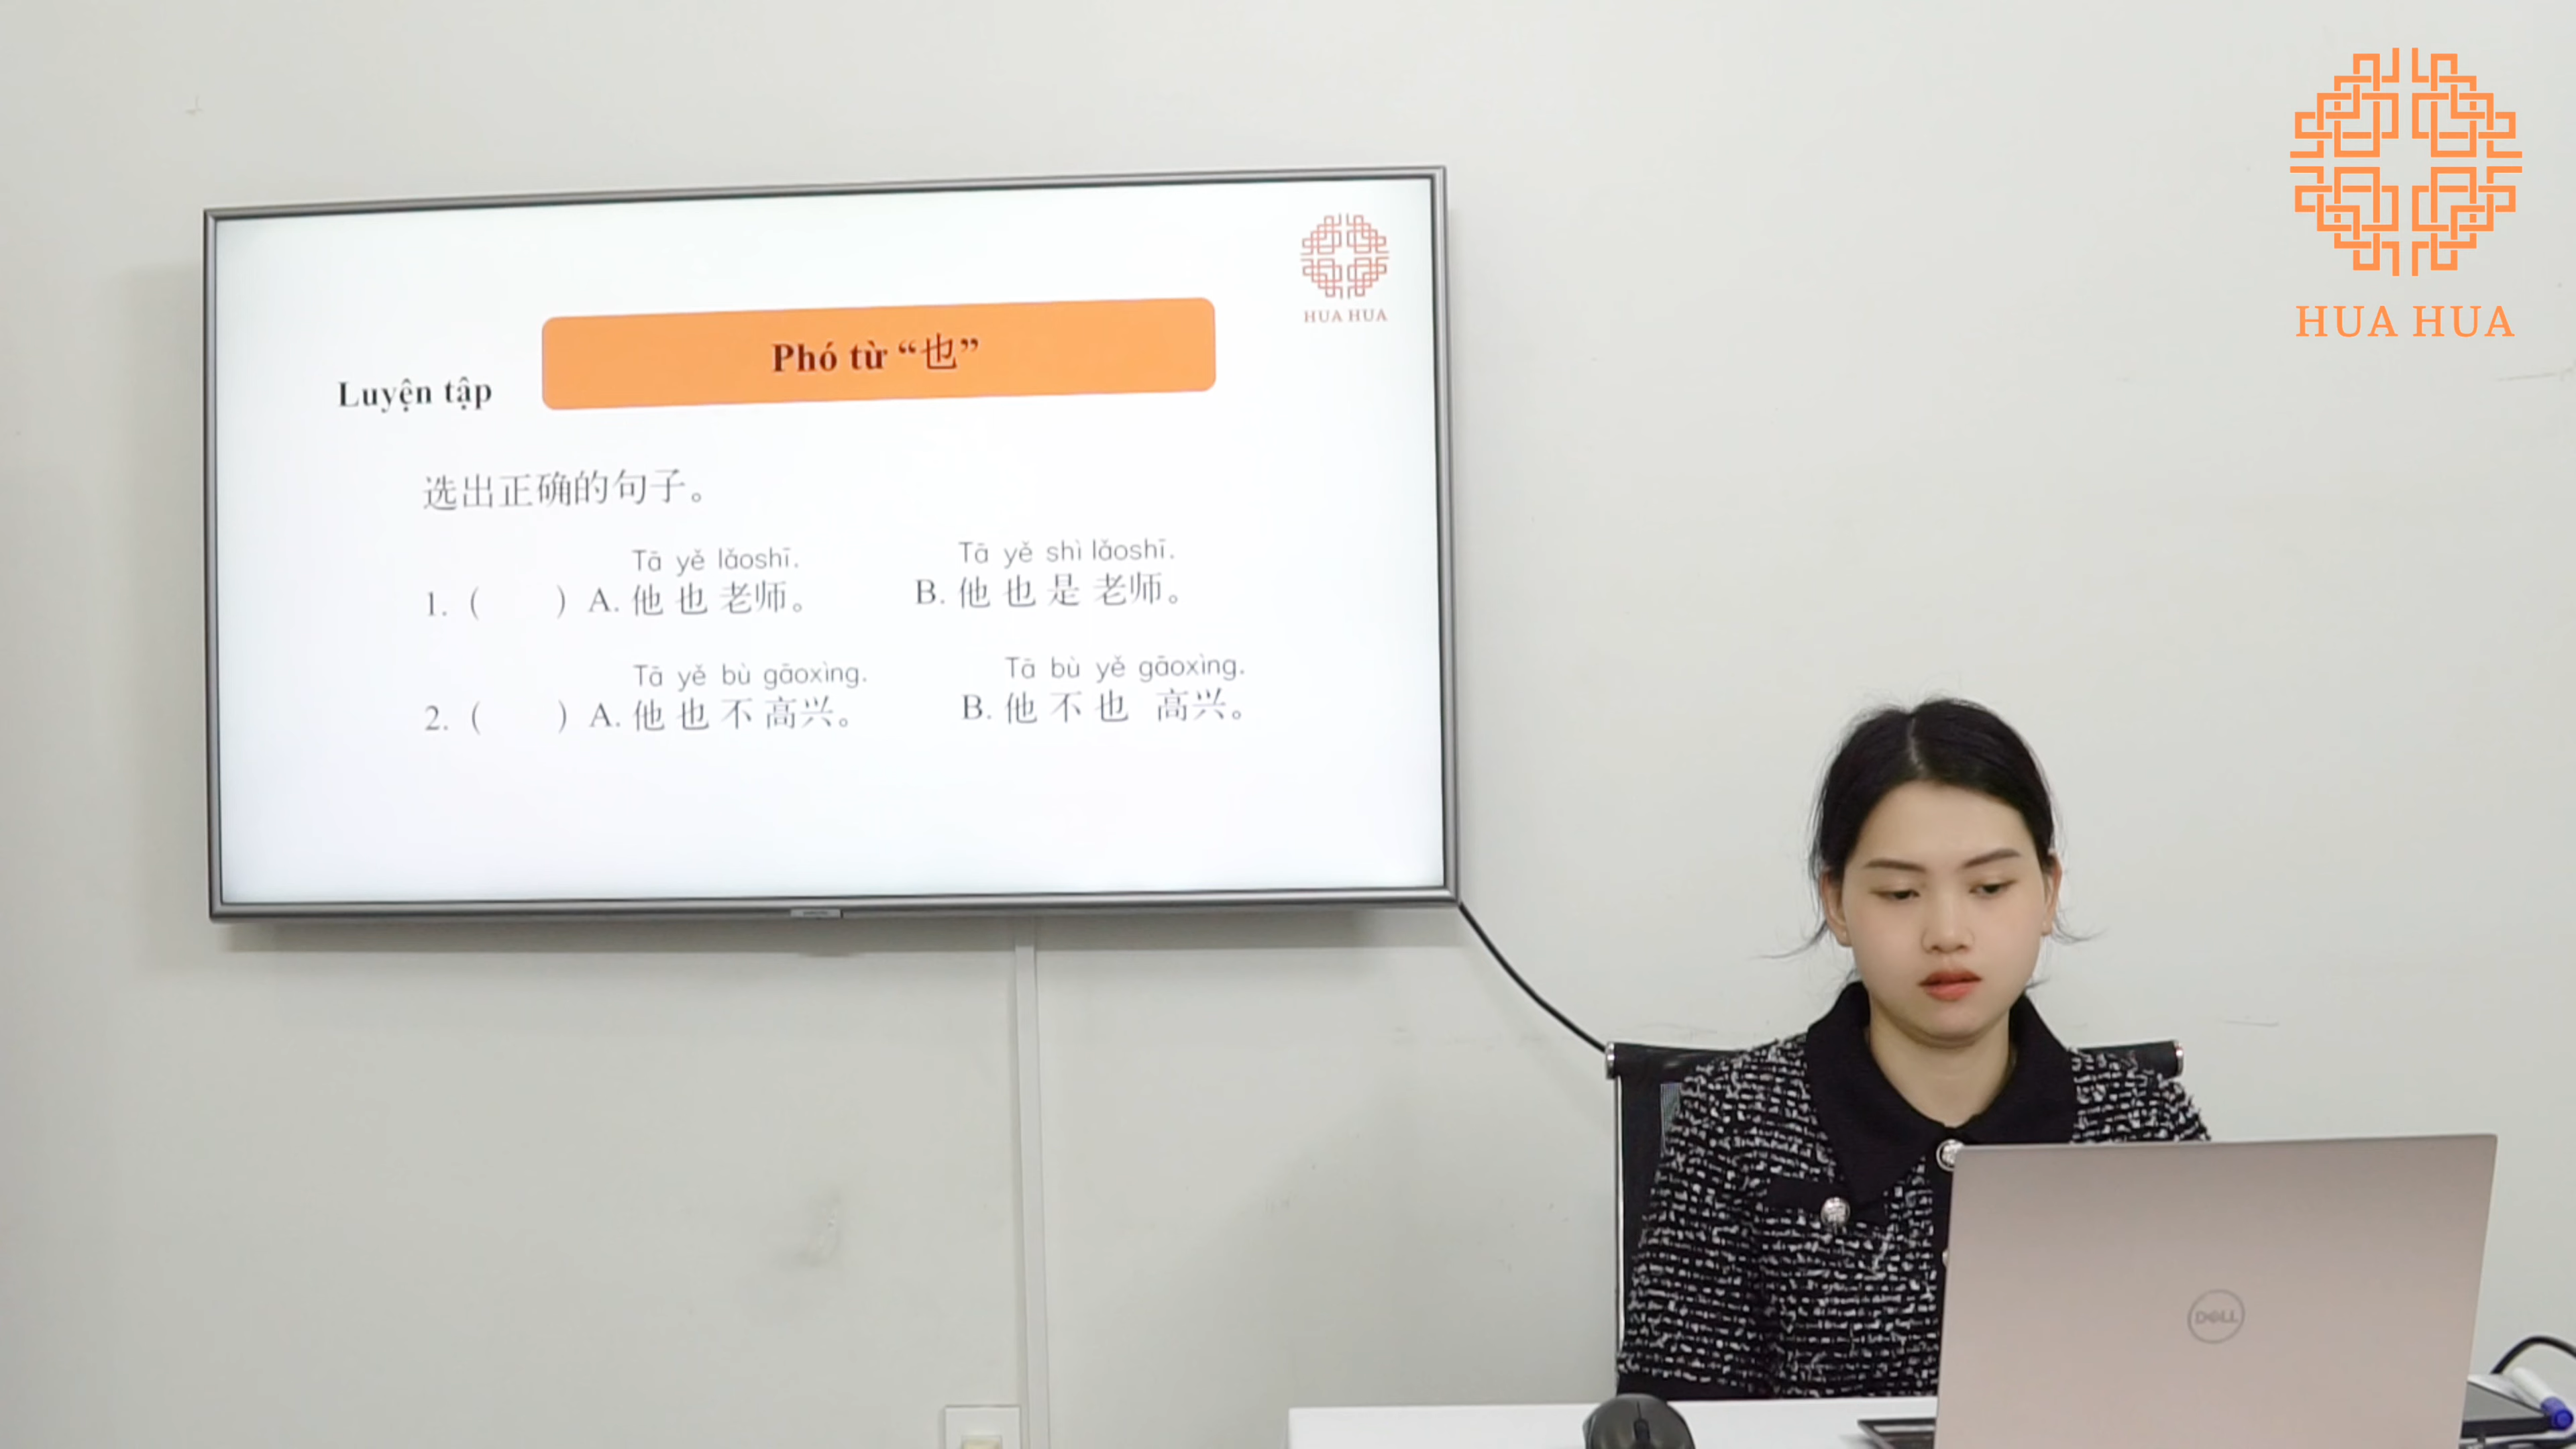 HUA HUA
HUA HUA
Phó từ “也”
Luyện tập
选出正确的句子。
Tā yě lǎoshī. Tā yě shì lǎoshī.
1. ( ) A. 他 也 老师。 B. 他 也 是 老师。
Tā yě bù gāoxìng. Tā bù yě gāoxìng.
2. ( ) A. 他 也 不 高兴。 B. 他 不 也 高兴。
DELL